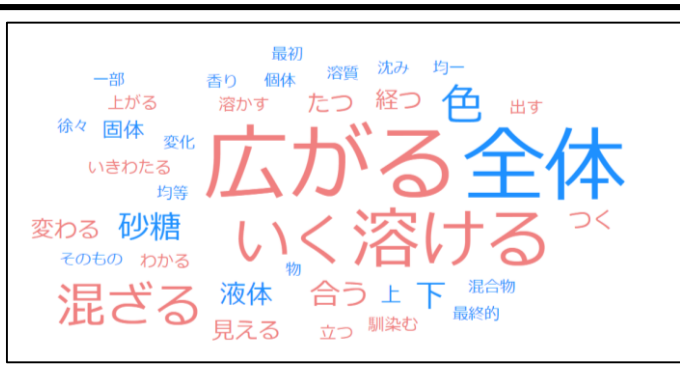 最初
一部 香り 個体 溶質 沈み 均一
上がる 溶かす たつ 経つ 色 出す
徐々 固体 変化 広がる 全体
いきわたる
均等
変わる 砂糖 いく 溶ける つく
そのもの わかる 物
混ざる 液体 合う 上 下 混合物
見える 立つ 馴染む 最終的